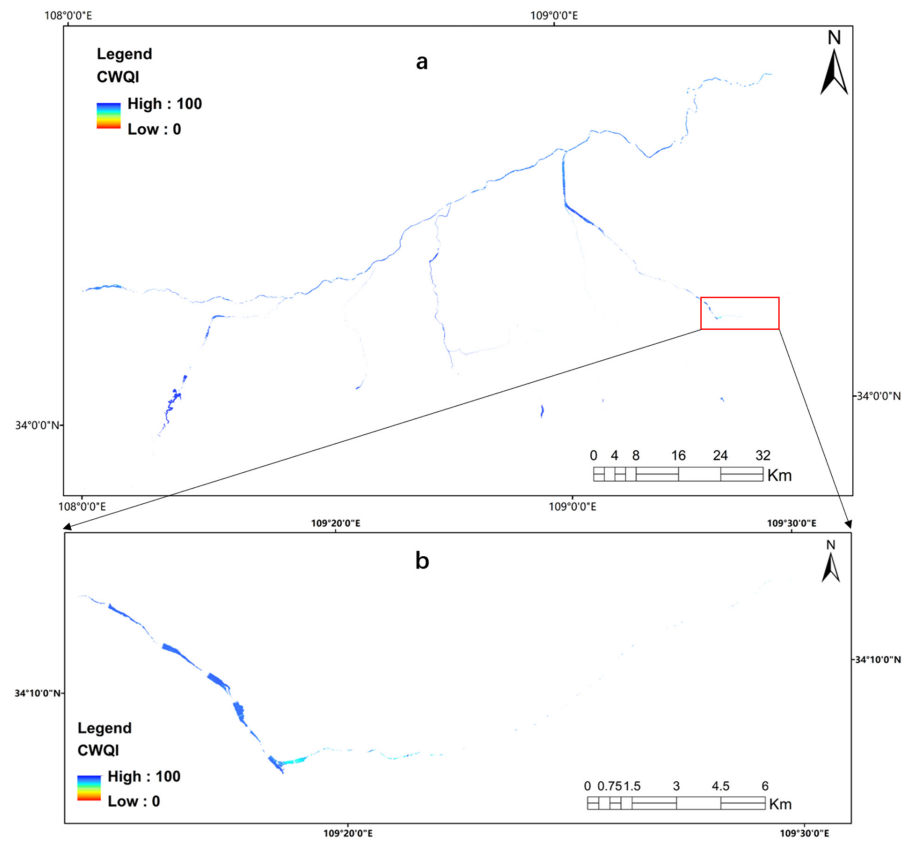 108°0'0"E 109°0'0"E
Legend
CWQI
High : 100
Low : 0
a
N
34°0'0"N
34°0'0"N
0 4 8 16 24 32
Km
108°0'0"E 109°0'0"E
109°20'0"E 109°30'0"E
b
N
34°10'0"N
34°10'0"N
Legend
CWQI
High : 100
Low : 0
0 0.75 1.5 3 4.5 6
Km
109°20'0"E 109°30'0"E